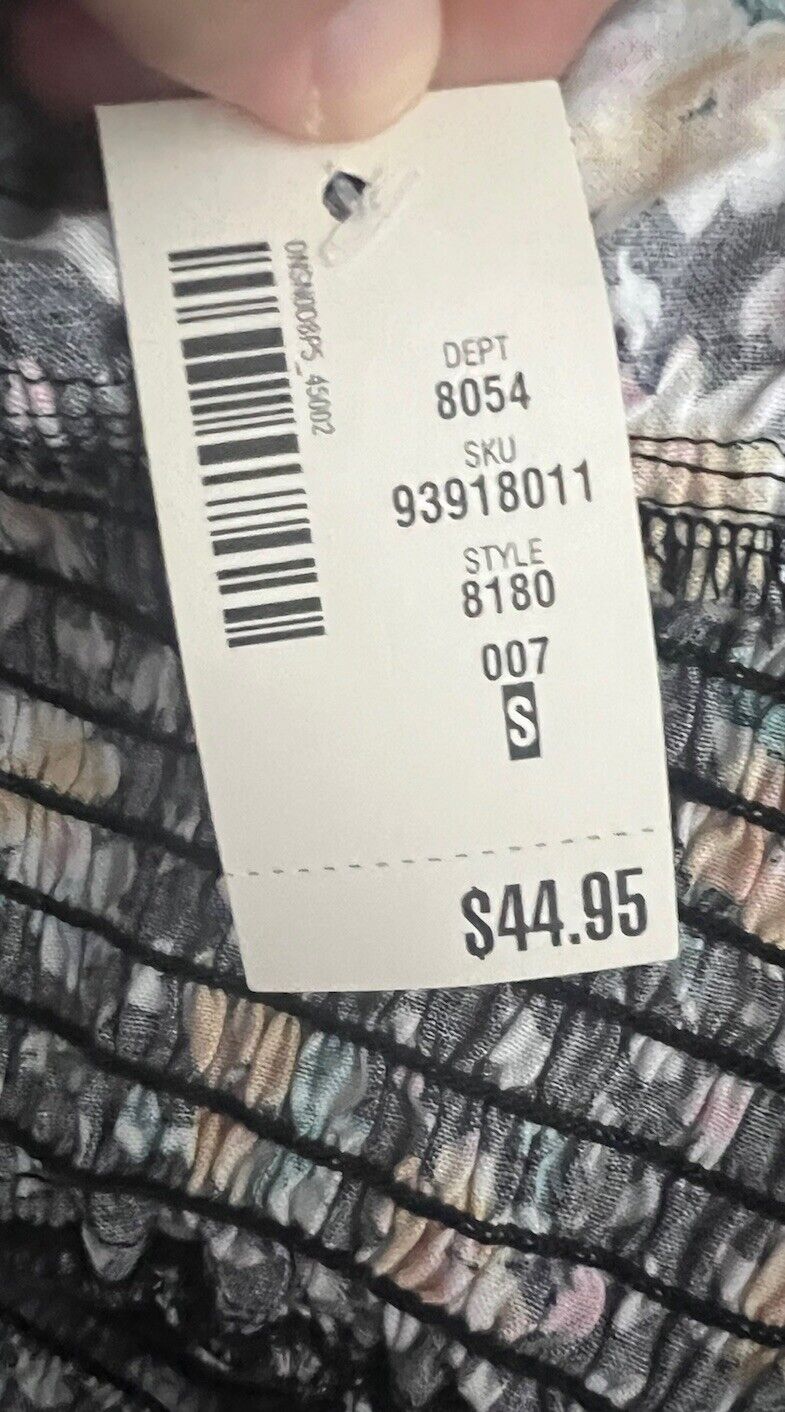 DEPT
8054
SKU
93918011
STYLE
8180
007
S
$44.95